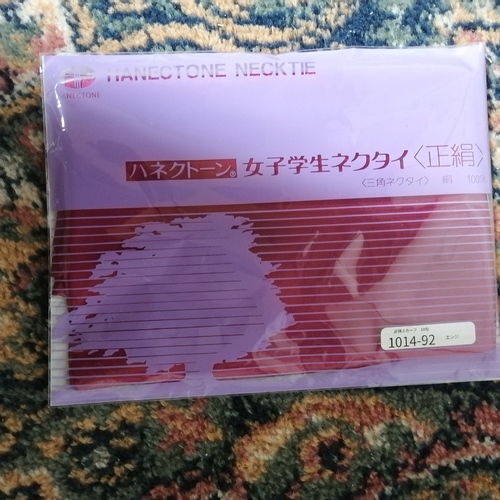 HANECTONE NECKTIE
HANECTONE
ハネクトーン® 女子学生ネクタイ〈正絹〉
〈三角ネクタイ〉 絹 100%
1014-92 エンジ